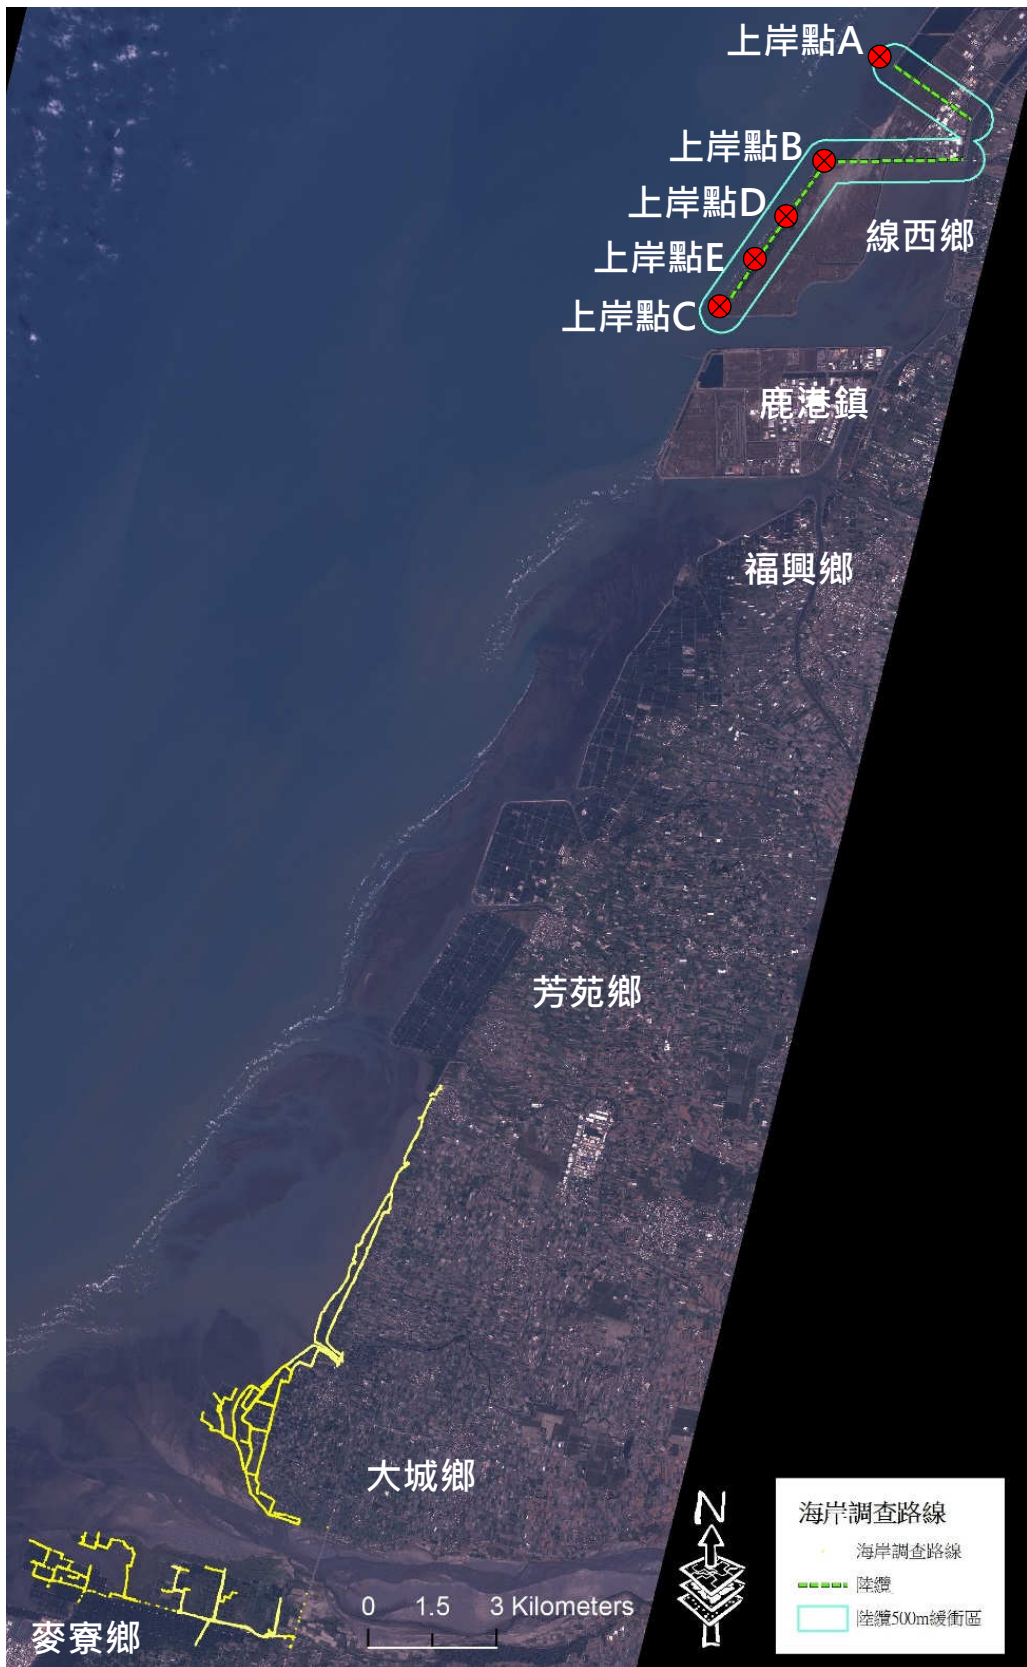 上岸點A
上岸點B
上岸點D
線西鄉
上岸點E
上岸點C
鹿港鎮
福興鄉
芳苑鄉
大城鄉
麥寮鄉
N
0 1.5 3 Kilometers
海岸調查路線
海岸調查路線
陸纜
陸纜500m緩衝區